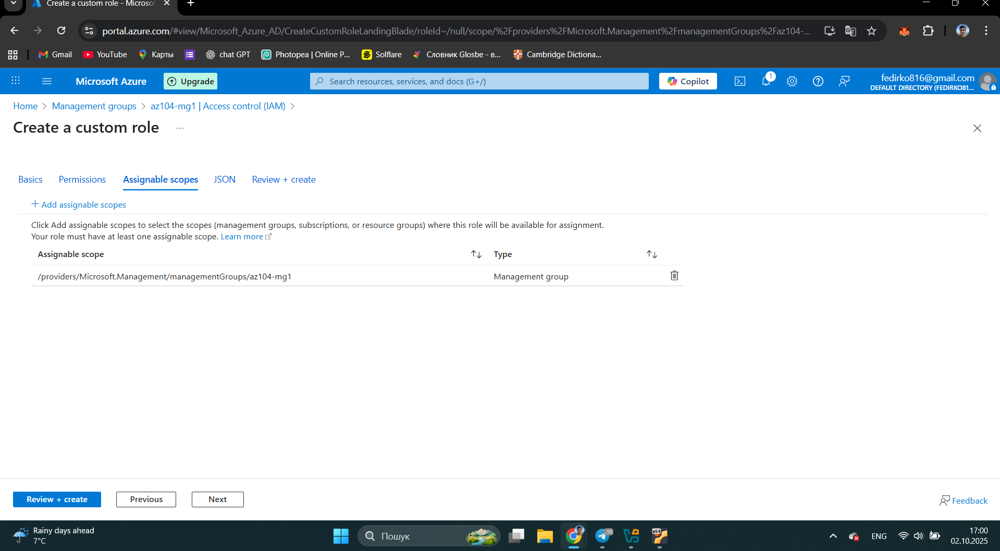 Create a custom role - Microsof
portal.azure.com/#view/Microsoft_Azure_AD/CreateCustomRoleLandingBlade/roleId~/null/scope/%2Fproviders%2FMicrosoft.Management%2FmanagementGroups%2Faz104-...
Gmail
YouTube
Карты
chat GPT
Photopea | Online P...
Solflare
Словник Glosbe - в...
Cambridge Dictiona...
Microsoft Azure
Upgrade
Search resources, services, and docs (G+/)
Copilot
1
fedirko816@gmail.com
DEFAULT DIRECTORY (FEDIRKO81...
Home > Management groups > az104-mg1 | Access control (IAM) >
Create a custom role ...
Basics
Permissions
Assignable scopes
JSON
Review + create
+ Add assignable scopes
Click Add assignable scopes to select the scopes (management groups, subscriptions, or resource groups) where this role will be available for assignment.
Your role must have at least one assignable scope. Learn more
Assignable scope
Type
/providers/Microsoft.Management/managementGroups/az104-mg1
Management group
Review + create
Previous
Next
Feedback
Rainy days ahead
7°C
Пошук
95
x64
ENG
17:00
02.10.2025